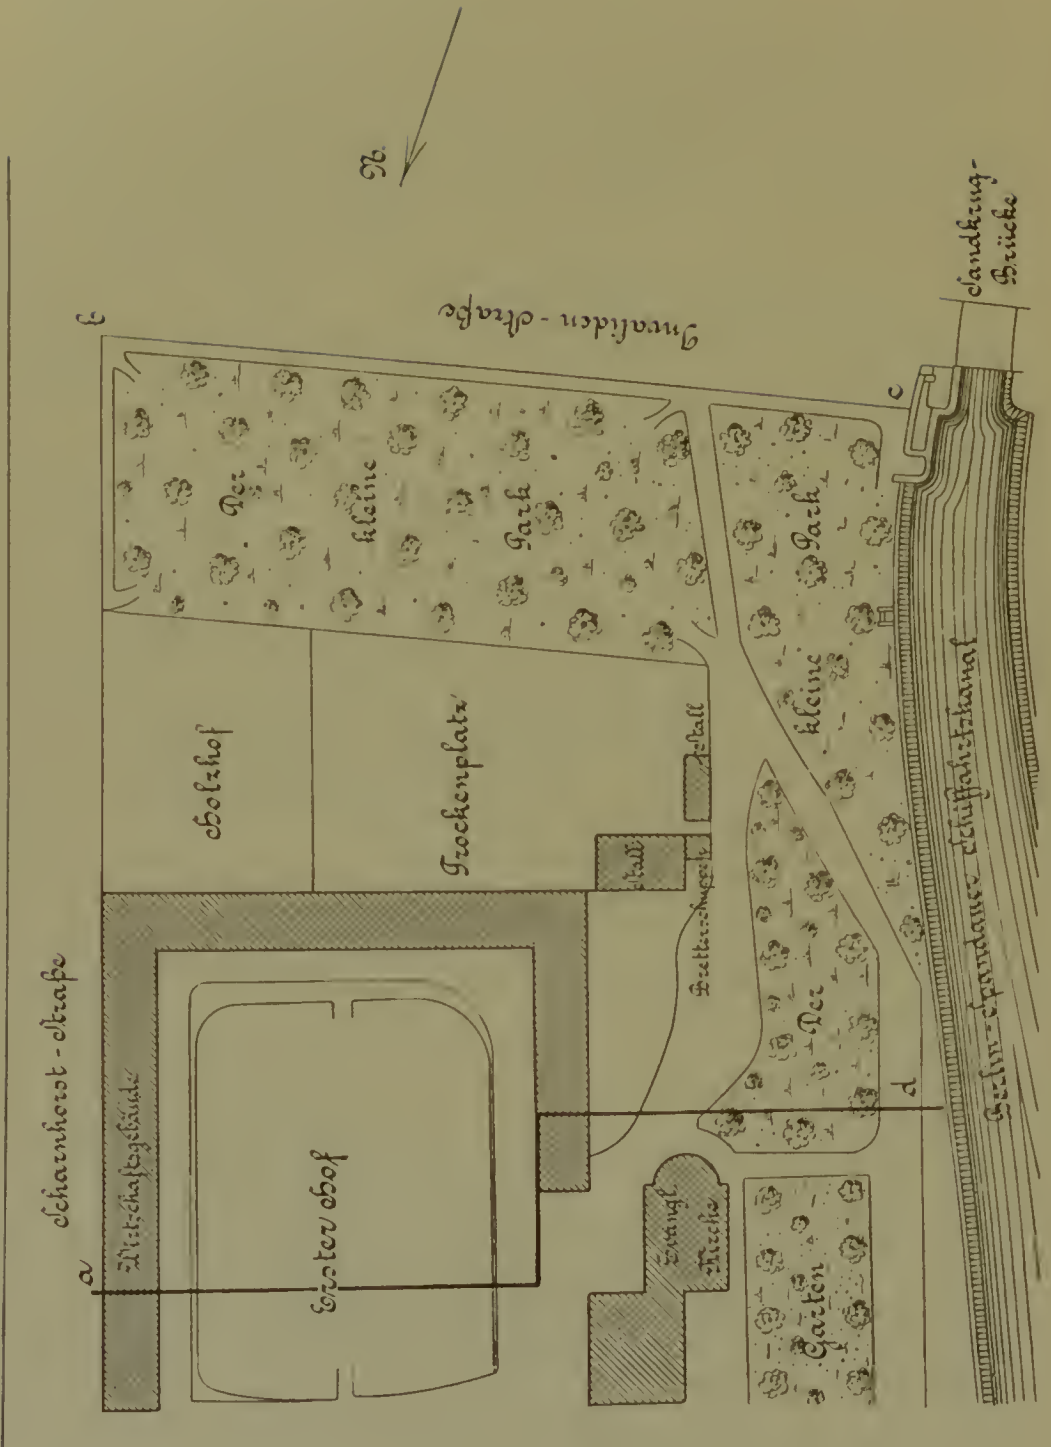 N.
Scharnhorst-Straße
Invaliden-Straße
Sandkrug-
Brücke
Berlin-Spandauer Schiffahrtskanal
b
c
a
d
Der
kleine
Park
Der
kleine
Park
Holzhof
Trockenplatz
Stall
Stall
Bretterschuppen
Wirtschaftsgebäude
Erster Hof
Evangl.
Kirche
Garten